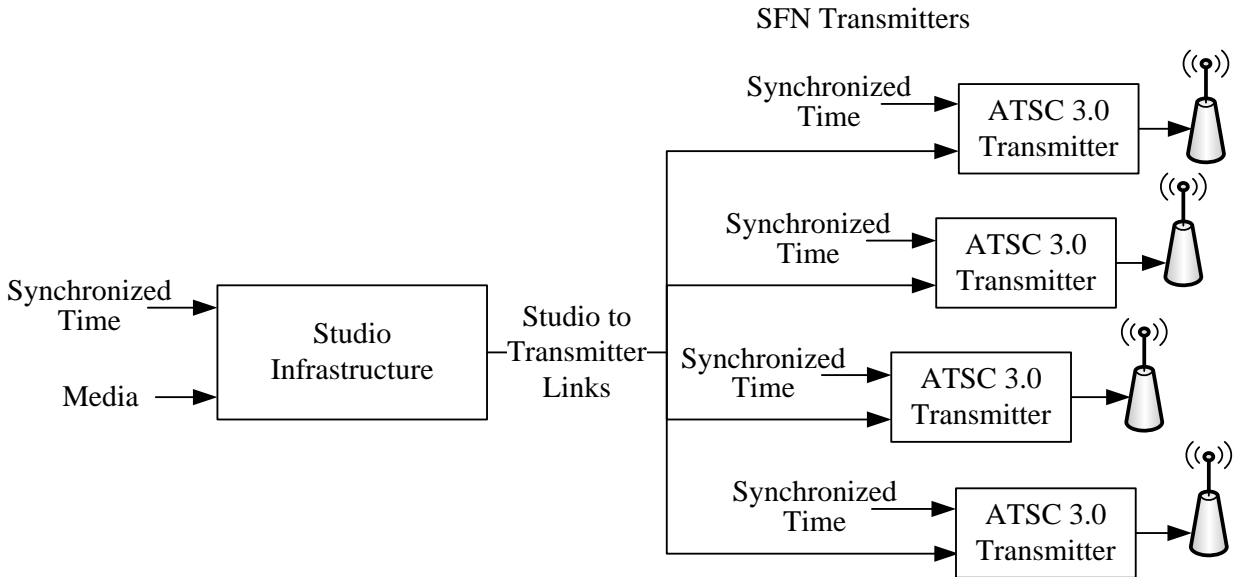 SFN Transmitters
Synchronized
Time
ATSC 3.0
Transmitter
Synchronized
Time
ATSC 3.0
Transmitter
Synchronized
Time
Media
Studio
Infrastructure
Studio to
Transmitter
Links
Synchronized
Time
ATSC 3.0
Transmitter
Synchronized
Time
ATSC 3.0
Transmitter